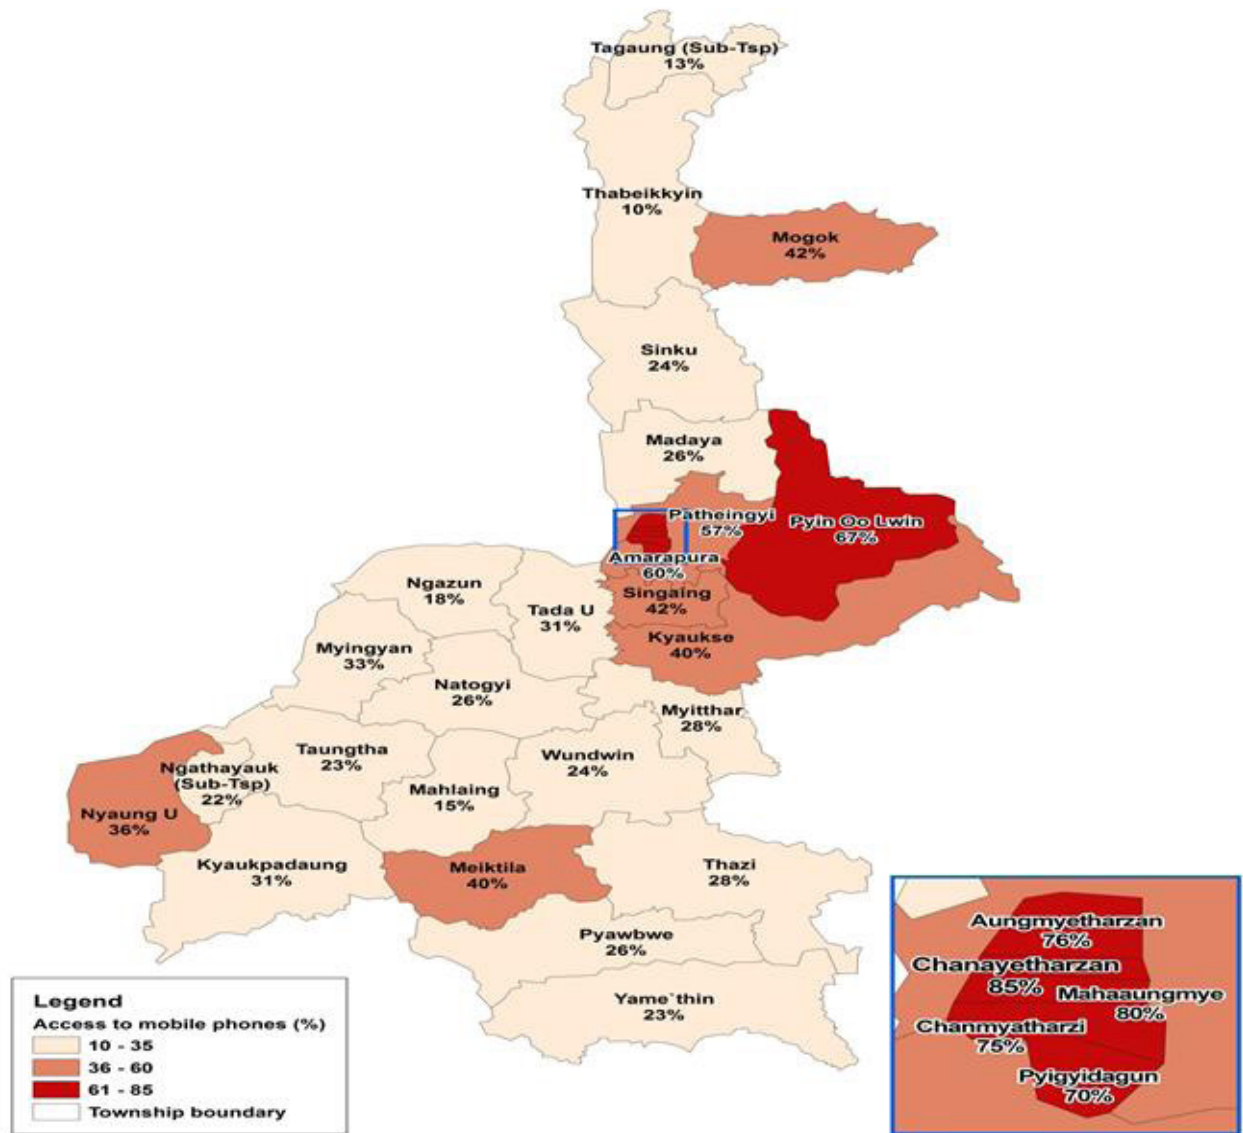 Tagaung (Sub-Tsp)
13%
Thabeikkyin
10%
Mogok
42%
Sinku
24%
Madaya
26%
Patheingyi
57%
Pyin Oo Lwin
67%
Amarapura
60%
Singaing
42%
Kyaukse
40%
Ngazun
18%
Tada U
31%
Myingyan
33%
Natogyi
26%
Myitthar
28%
Taungtha
23%
Wundwin
24%
Ngathayauk
(Sub-Tsp)
22%
Mahlaing
15%
Nyaung U
36%
Kyaukpadaung
31%
Meiktila
40%
Thazi
28%
Pyawbwe
26%
Yame`thin
23%
Aungmyetharzan
76%
Chanayetharzan
85%
Mahaaungmye
80%
Chanmyatharzi
75%
Pyigyidagun
70%
Legend
Access to mobile phones (%)
10 - 35
36 - 60
61 - 85
Township boundary